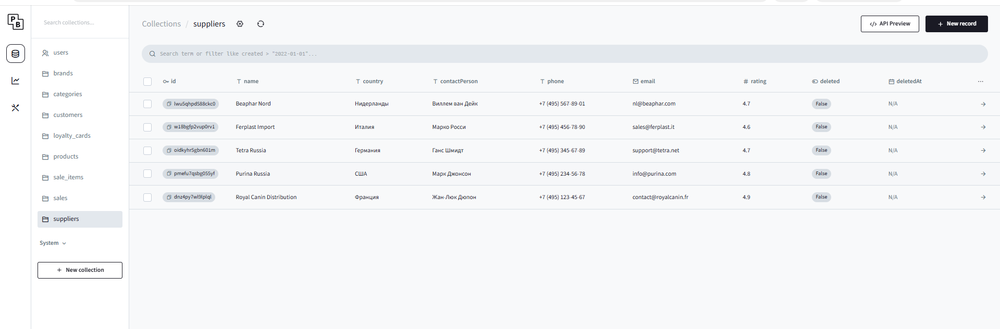 P
B
Search collections...
users
brands
categories
customers
loyalty_cards
products
sale_items
sales
suppliers
System
+ New collection
Collections / suppliers
</> API Preview
+ New record
Search term or filter like created > "2022-01-01"...
id name country contactPerson phone email # rating deleted deletedAt ...
lwu5qhpd588ckc0 Beaphar Nord Нидерланды Виллем ван Дейк +7 (495) 567-89-01 nl@beaphar.com 4.7 False N/A
w18bgfp2vup0rv1 Ferplast Import Италия Марко Росси +7 (495) 456-78-90 sales@ferplast.it 4.6 False N/A
oidkyhr5gbn601m Tetra Russia Германия Ганс Шмидт +7 (495) 345-67-89 support@tetra.net 4.7 False N/A
pmefu7qsbg055yf Purina Russia США Марк Джонсон +7 (495) 234-56-78 info@purina.com 4.8 False N/A
dnz4py7wl9lplql Royal Canin Distribution Франция Жан-Люк Дюпон +7 (495) 123-45-67 contact@royalcanin.fr 4.9 False N/A